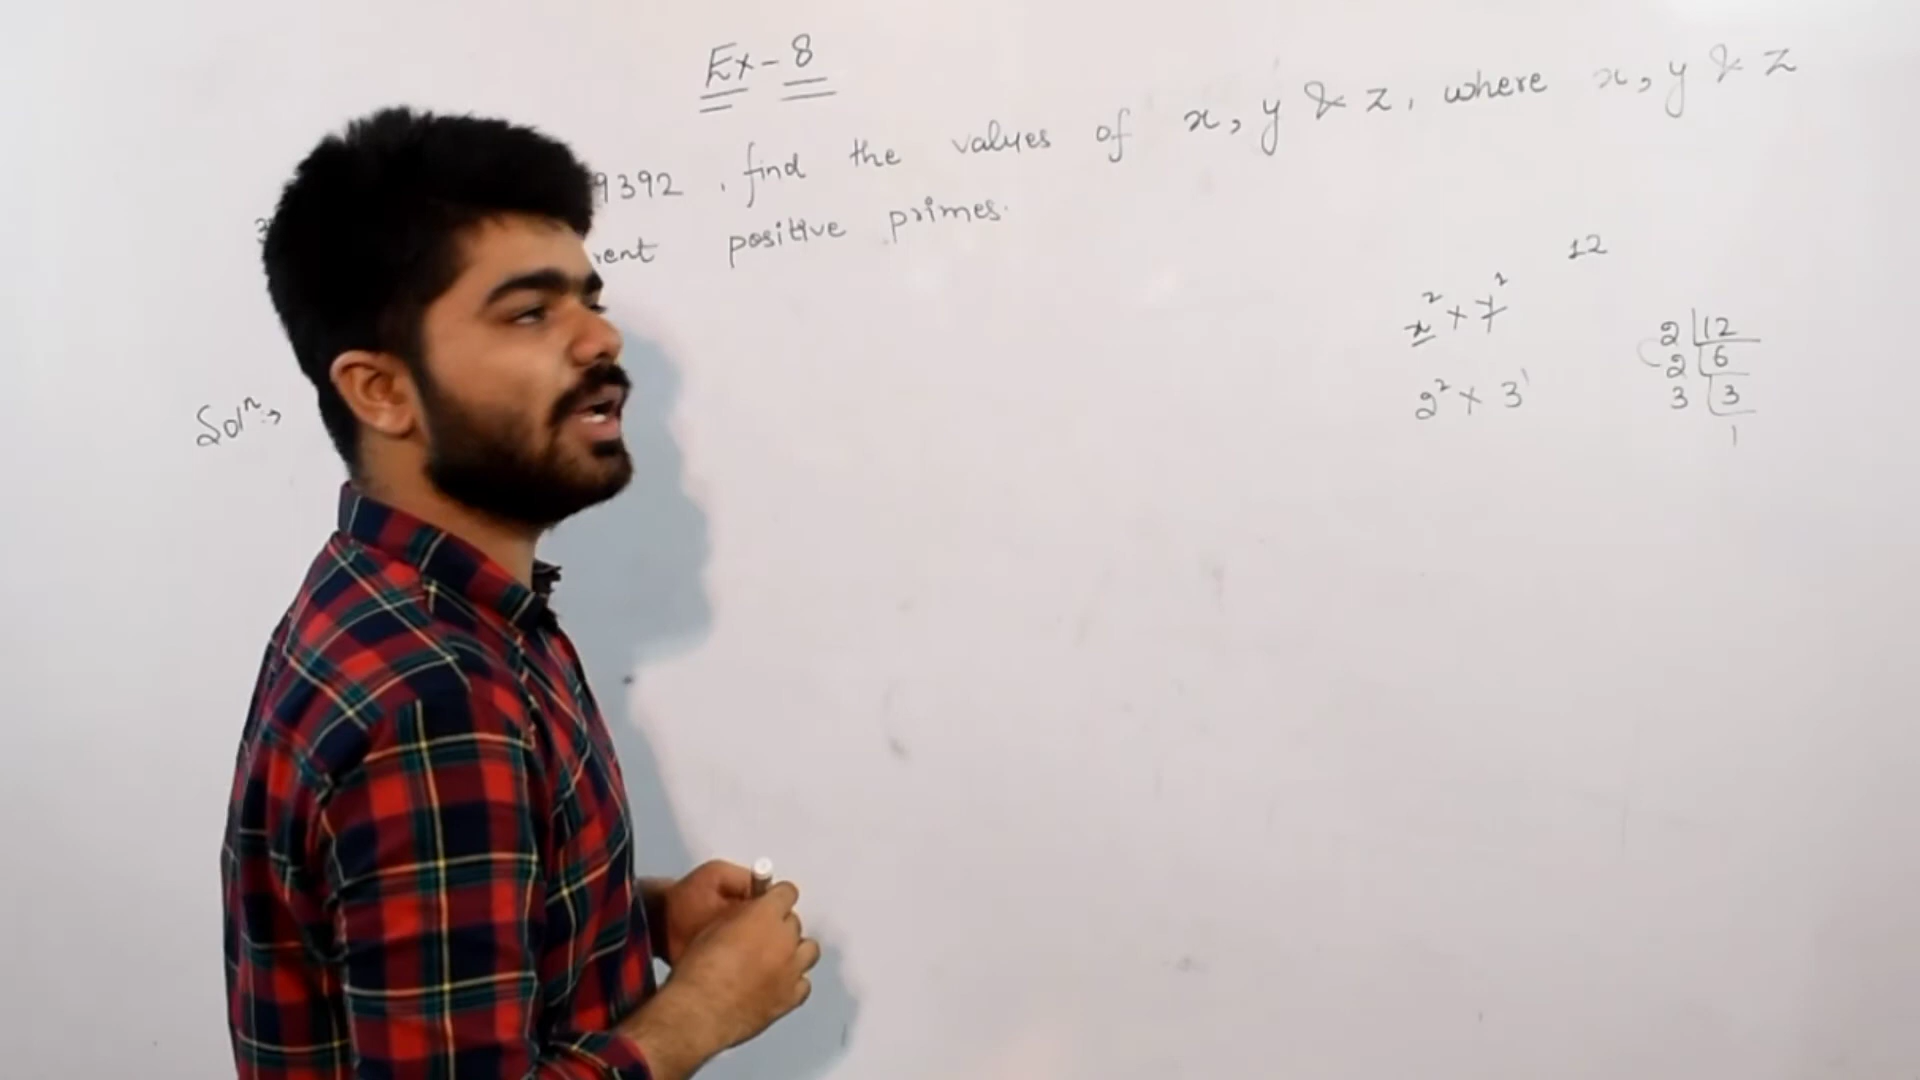 Ex-8
9392 , find the values of x, y & z, where x, y & z
rent positive primes.
12
x² × y²
2² × 3¹
2 | 12
2 | 6
3 | 3
1
Solⁿ:→